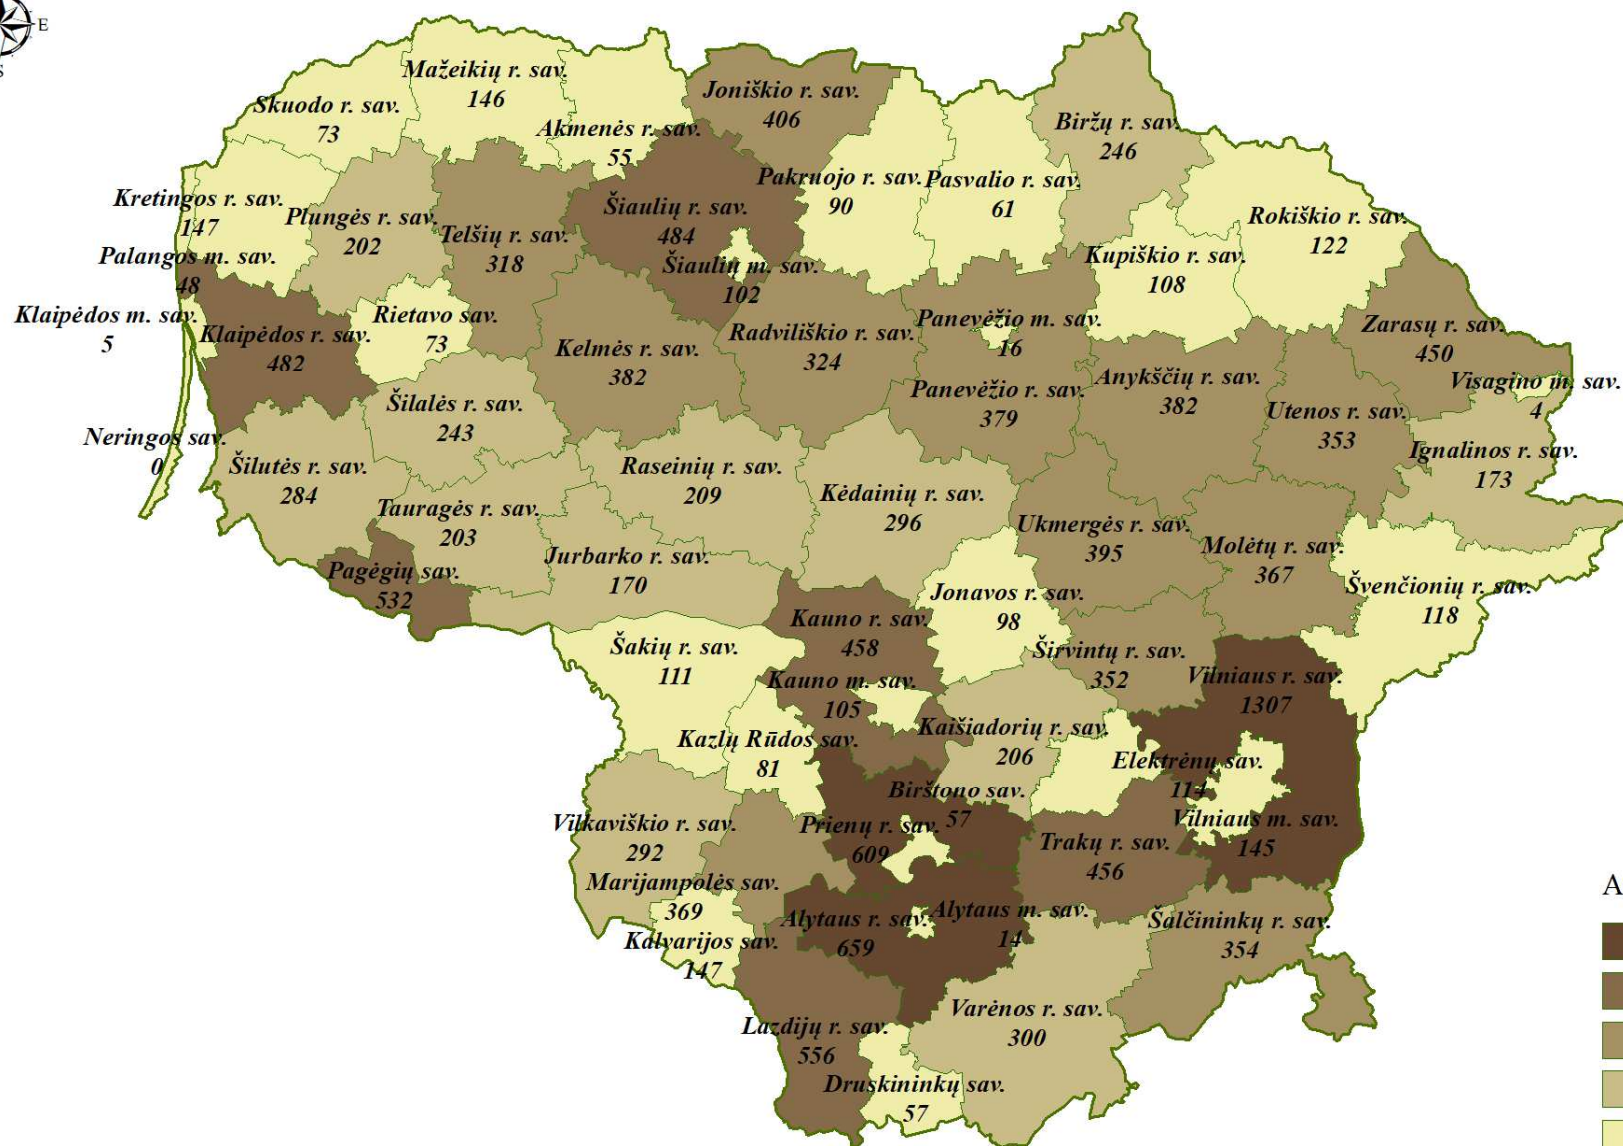 E
S
Mažeikių r. sav.
146
Skuodo r. sav.
73
Akmenės r. sav.
55
Joniškio r. sav.
406
Biržų r. sav.
246
Kretingos r. sav.
147
Plungės r. sav.
202
Telšių r. sav.
318
Šiaulių r. sav.
484
Pakruojo r. sav.
90
Pasvalio r. sav.
61
Rokiškio r. sav.
122
Kupiškio r. sav.
108
Palangos m. sav.
48
Šiaulių m. sav.
102
Klaipėdos m. sav.
5
Klaipėdos r. sav.
482
Rietavo sav.
73
Kelmės r. sav.
382
Radviliškio r. sav.
324
Panevėžio m. sav.
16
Zarasų r. sav.
450
Visagino m. sav.
4
Panevėžio r. sav.
379
Anykščių r. sav.
382
Utenos r. sav.
353
Šilalės r. sav.
243
Neringos sav.
0
Šilutės r. sav.
284
Raseinių r. sav.
209
Kėdainių r. sav.
296
Ignalinos r. sav.
173
Tauragės r. sav.
203
Ukmergės r. sav.
395
Molėtų r. sav.
367
Jurbarko r. sav.
170
Pagėgių sav.
532
Jonavos r. sav.
98
Švenčionių r. sav.
118
Kauno r. sav.
458
Šakių r. sav.
111
Širvintų r. sav.
352
Vilniaus r. sav.
1307
Kauno m. sav.
105
Kaišiadorių r. sav.
206
Kazlų Rūdos sav.
81
Elektrėnų sav.
114
Birštono sav.
57
Vilkaviškio r. sav.
292
Prienų r. sav.
609
Trakų r. sav.
456
Vilniaus m. sav.
145
Marijampolės sav.
369
Alytaus r. sav.
659
Alytaus m. sav.
14
Šalčininkų r. sav.
354
Kalvarijos sav.
147
Lazdijų r. sav.
556
Varėnos r. sav.
300
Druskininkų sav.
57
A